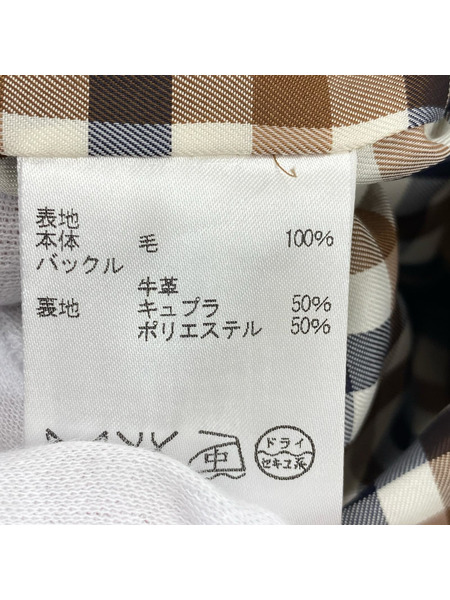 表地
本体 毛 100%
バックル
牛革
裏地 キュプラ 50%
ポリエステル 50%
中
ドライ
セキユ系